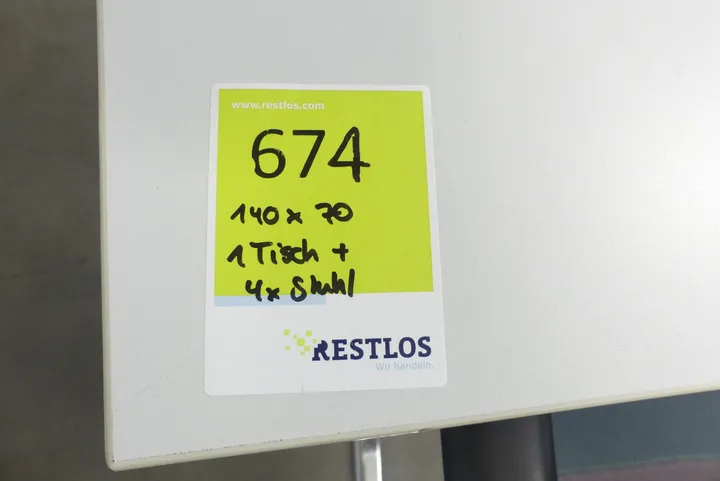 www.restlos.com
674
140 x 70
1 Tisch +
4x Stuhl
RESTLOS
Wir handeln.